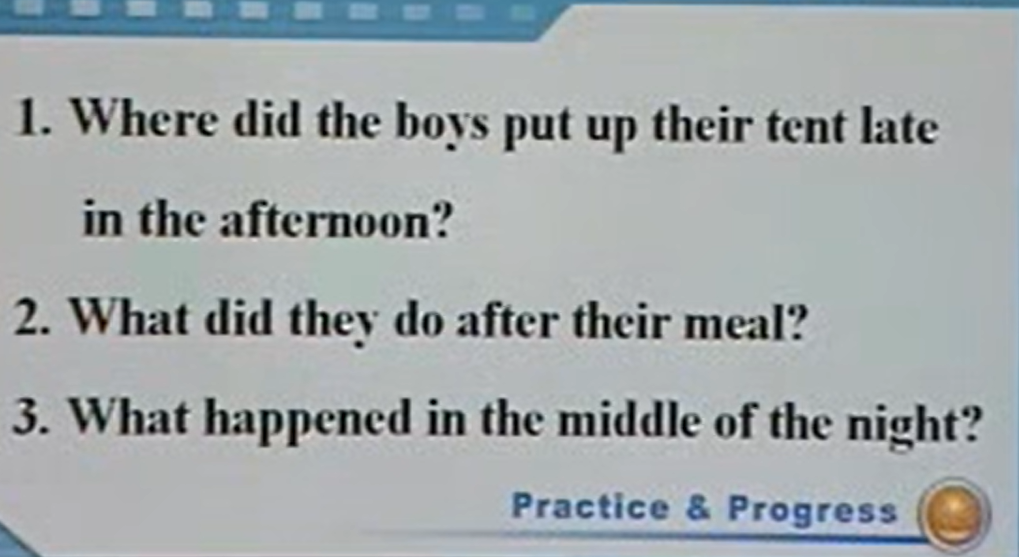 1. Where did the boys put up their tent late
in the afternoon?
2. What did they do after their meal?
3. What happened in the middle of the night?
Practice & Progress